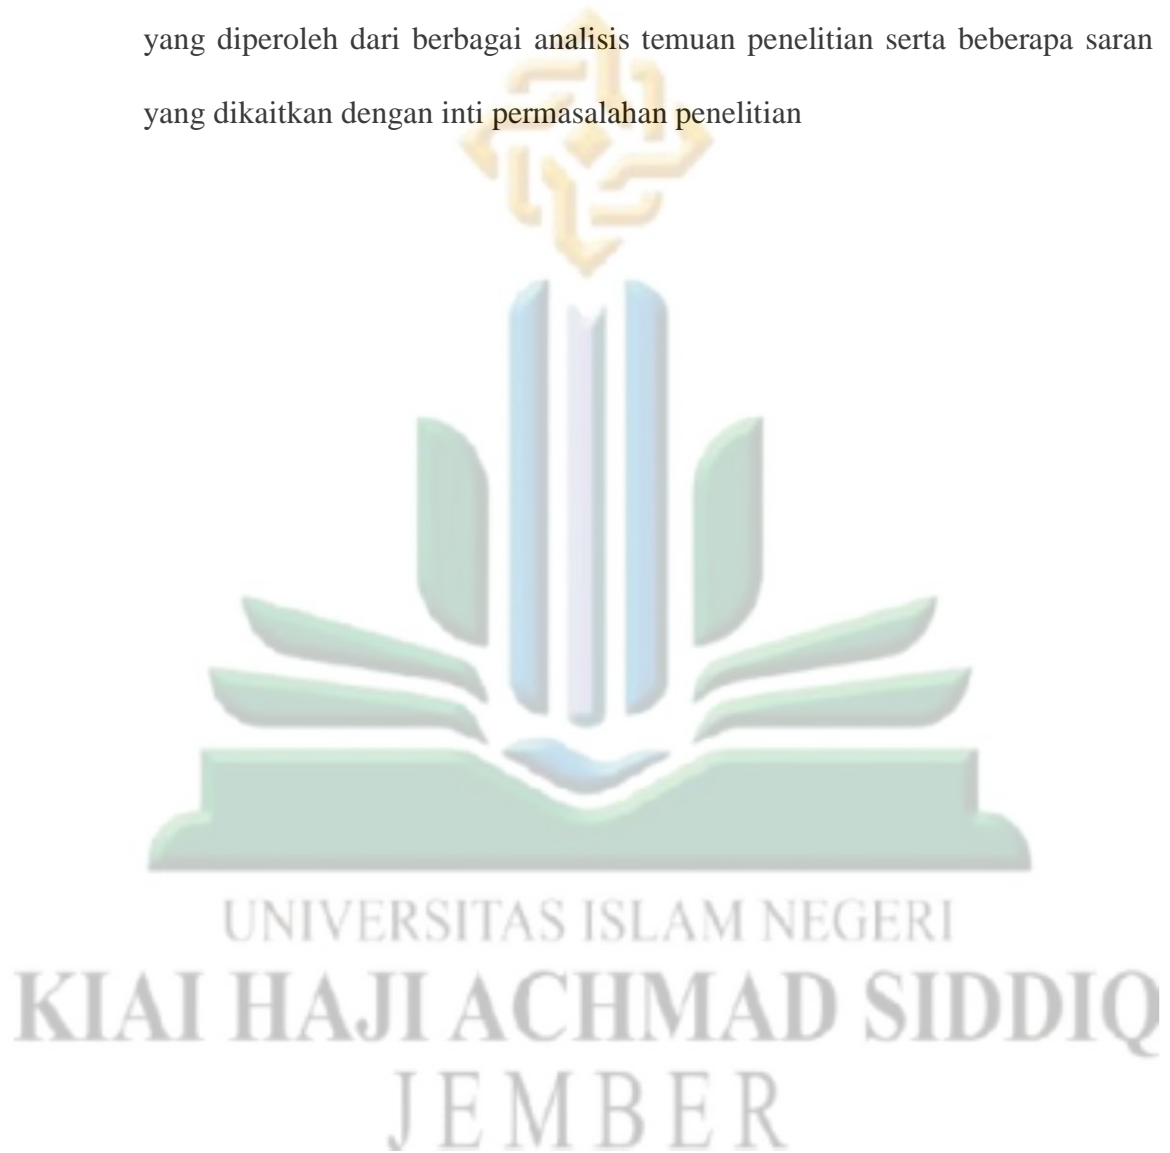 yang diperoleh dari berbagai analisis temuan penelitian serta beberapa saran
yang dikaitkan dengan inti permasalahan penelitian
UNIVERSITAS ISLAM NEGERI
KIAI HAJI ACHMAD SIDDIQ
JEMBER